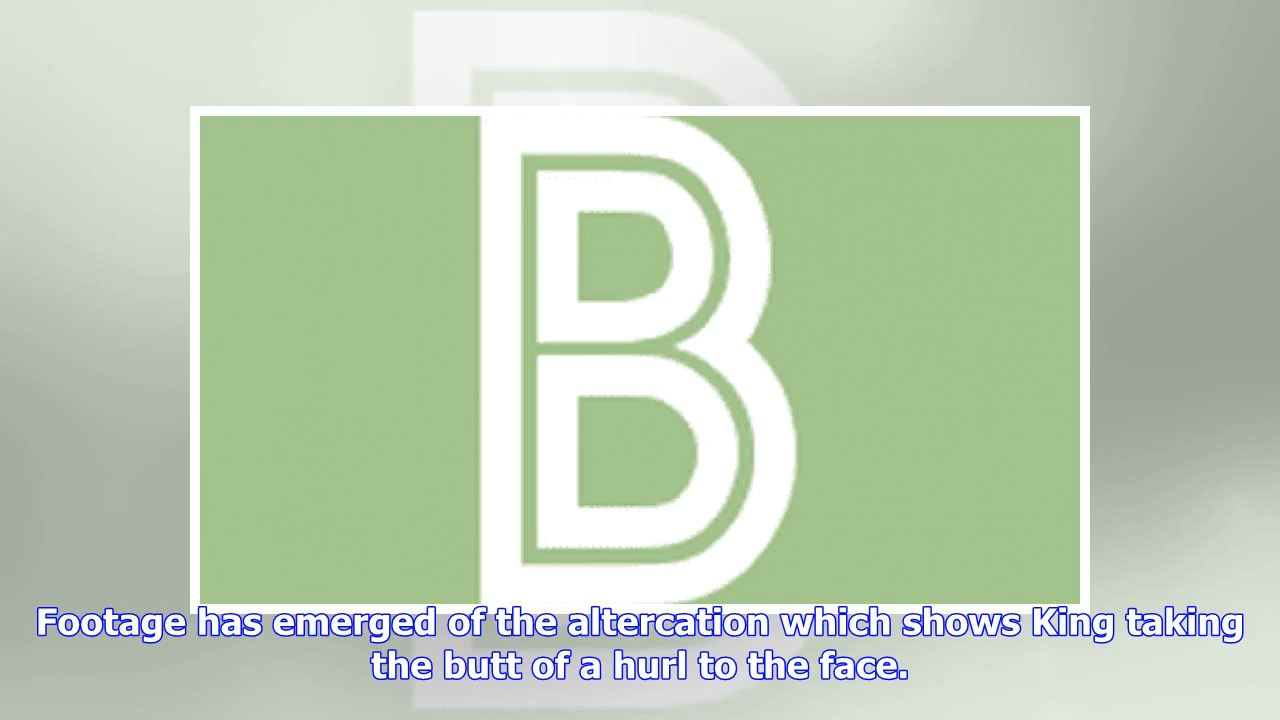 B
Footage has emerged of the altercation which shows King taking
the butt of a hurl to the face.